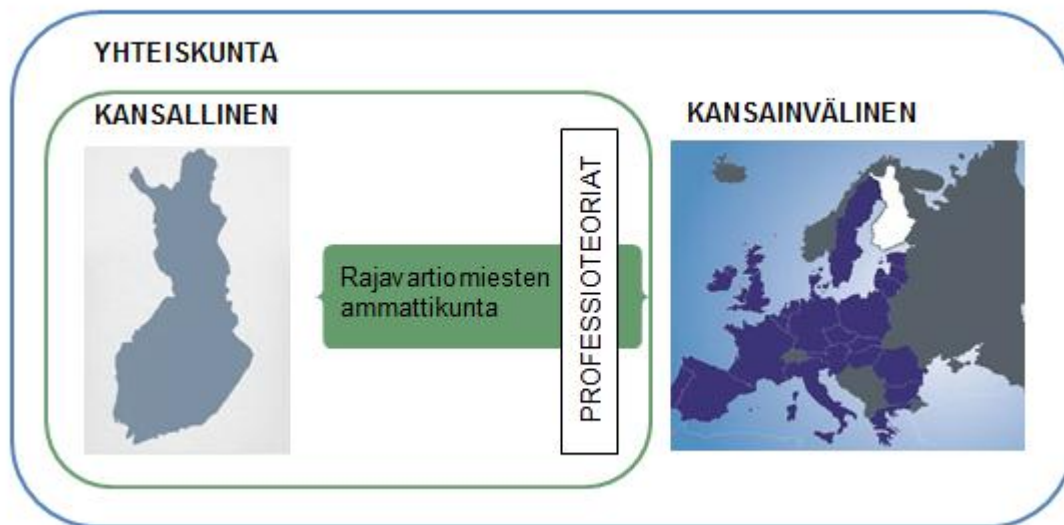 YHTEISKUNTA
KANSALLINEN
KANSAINVÄLINEN
Rajavartiomiesten
ammattikunta
PROFESSIOTEORIAT